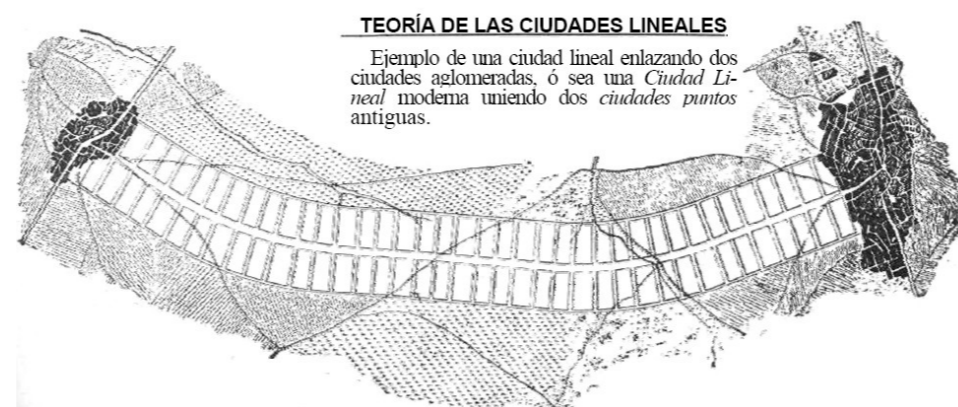 TEORÍA DE LAS CIUDADES LINEALES
Ejemplo de una ciudad lineal enlazando dos
ciudades aglomeradas, ó sea una Ciudad Li-
neal moderna uniendo dos ciudades puntos
antiguas.